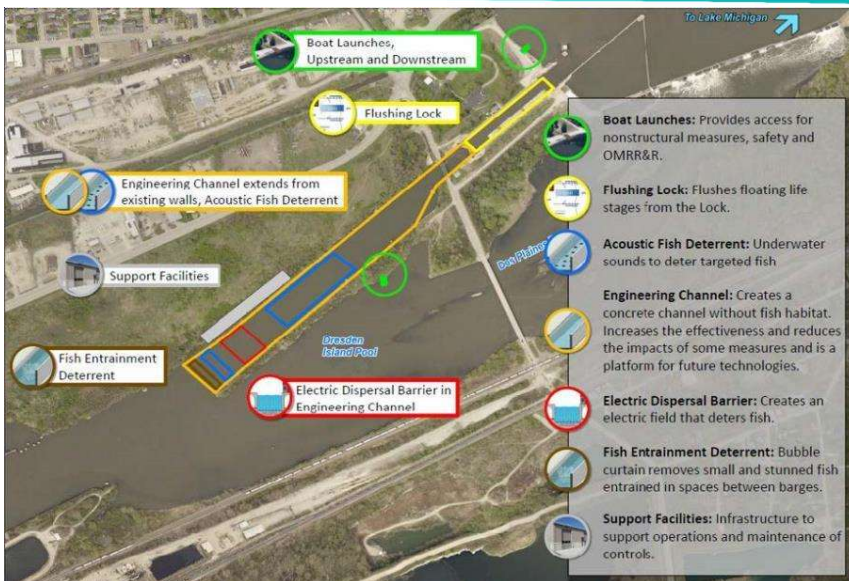 To Lake Michigan
Boat Launches,
Upstream and Downstream
Flushing Lock
Engineering Channel extends from
existing walls, Acoustic Fish Deterrent
Support Facilities
Fish Entrainment
Deterrent
Electric Dispersal Barrier in
Engineering Channel
Dresden
Island Pool
Des Plaines
Boat Launches: Provides access for
nonstructural measures, safety and
OMRR&R.
Flushing Lock: Flushes floating life
stages from the Lock.
Acoustic Fish Deterrent: Underwater
sounds to deter targeted fish
Engineering Channel: Creates a
concrete channel without fish habitat.
Increases the effectiveness and reduces
the impacts of some measures and is a
platform for future technologies.
Electric Dispersal Barrier: Creates an
electric field that deters fish.
Fish Entrainment Deterrent: Bubble
curtain removes small and stunned fish
entrained in spaces between barges.
Support Facilities: Infrastructure to
support operations and maintenance of
controls.